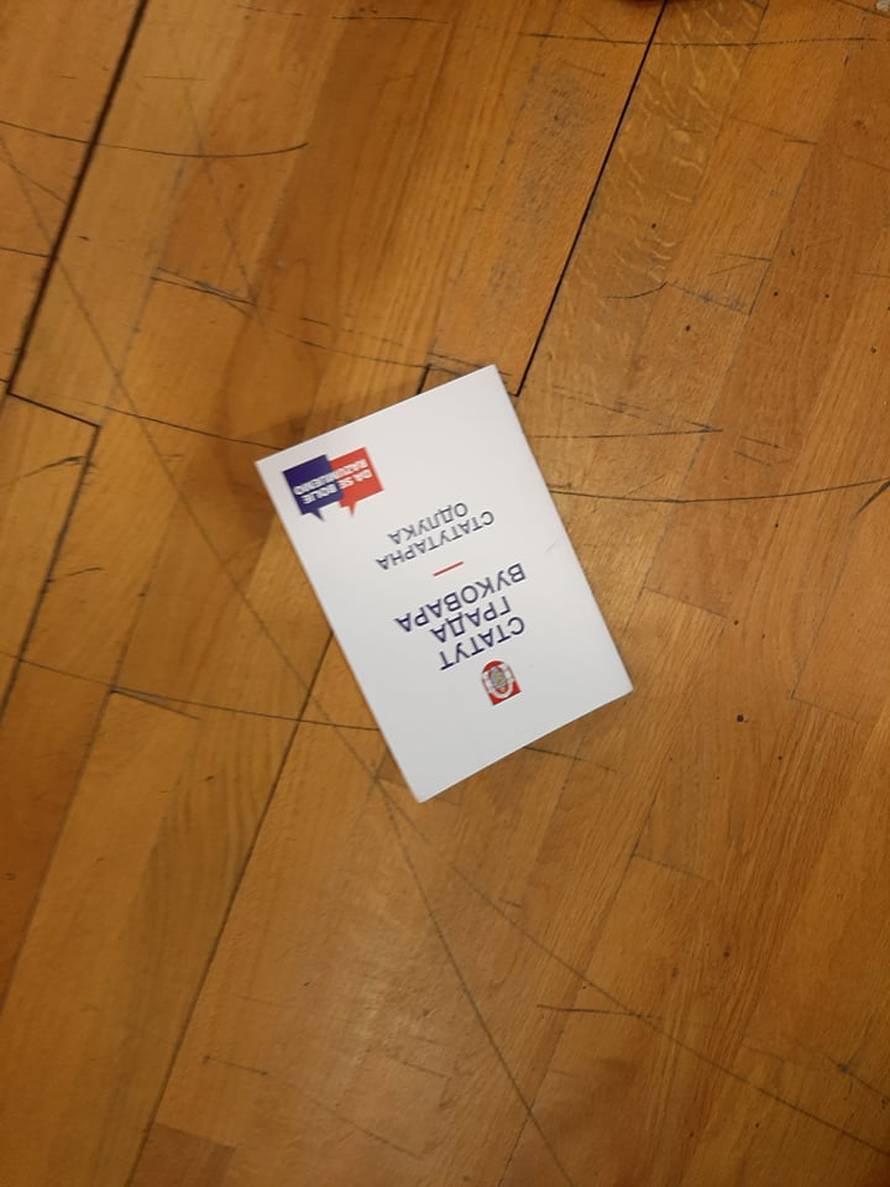 СТАТУТ
ГРАДА
ВУКОВАРА
СТАТУТАРНА
ОДЛУКА
DA SE BOLJE
RAZUMIJEMO